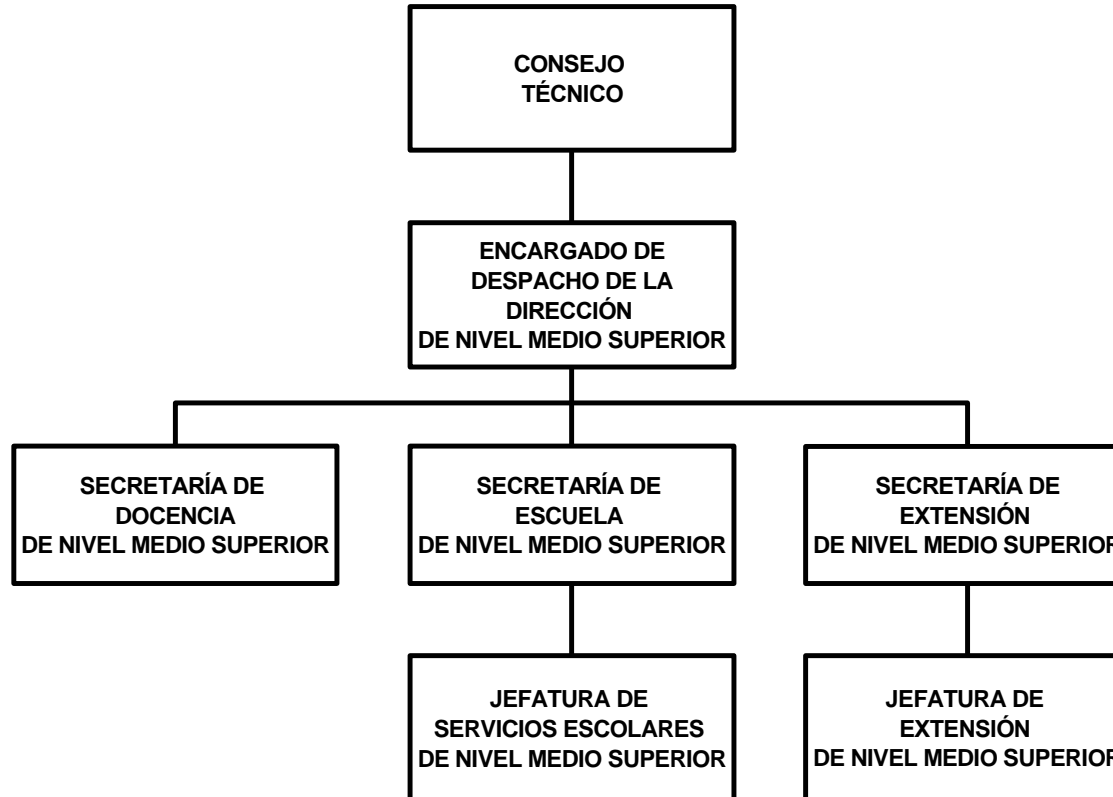 CONSEJO
TÉCNICO
ENCARGADO DE
DESPACHO DE LA
DIRECCIÓN
DE NIVEL MEDIO SUPERIOR
SECRETARÍA DE
DOCENCIA
DE NIVEL MEDIO SUPERIOR
SECRETARÍA DE
ESCUELA
DE NIVEL MEDIO SUPERIOR
SECRETARÍA DE
EXTENSIÓN
DE NIVEL MEDIO SUPERIOR
JEFATURA DE
SERVICIOS ESCOLARES
DE NIVEL MEDIO SUPERIOR
JEFATURA DE
EXTENSIÓN
DE NIVEL MEDIO SUPERIOR